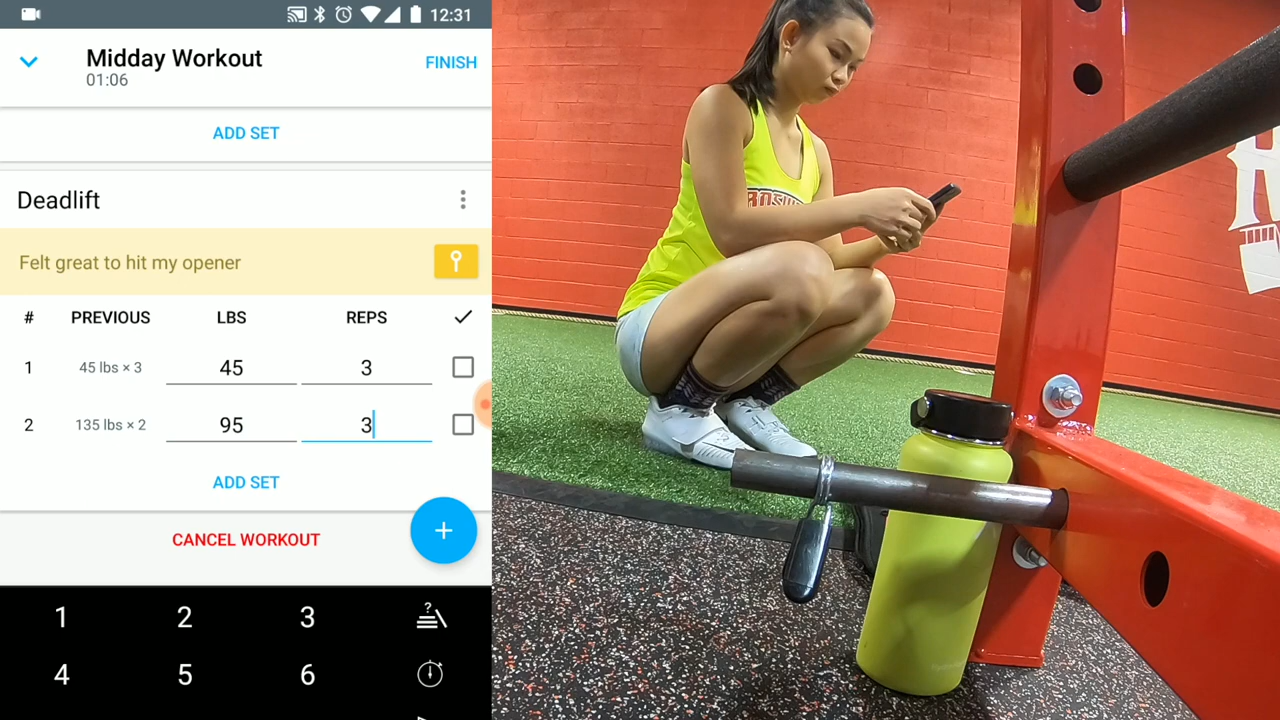 12:31
Midday Workout
01:06
FINISH
ADD SET
Deadlift
Felt great to hit my opener
# PREVIOUS LBS REPS
1 45 lbs × 3 45 3
2 135 lbs × 2 95 3
ADD SET
CANCEL WORKOUT
1 2 3
4 5 6